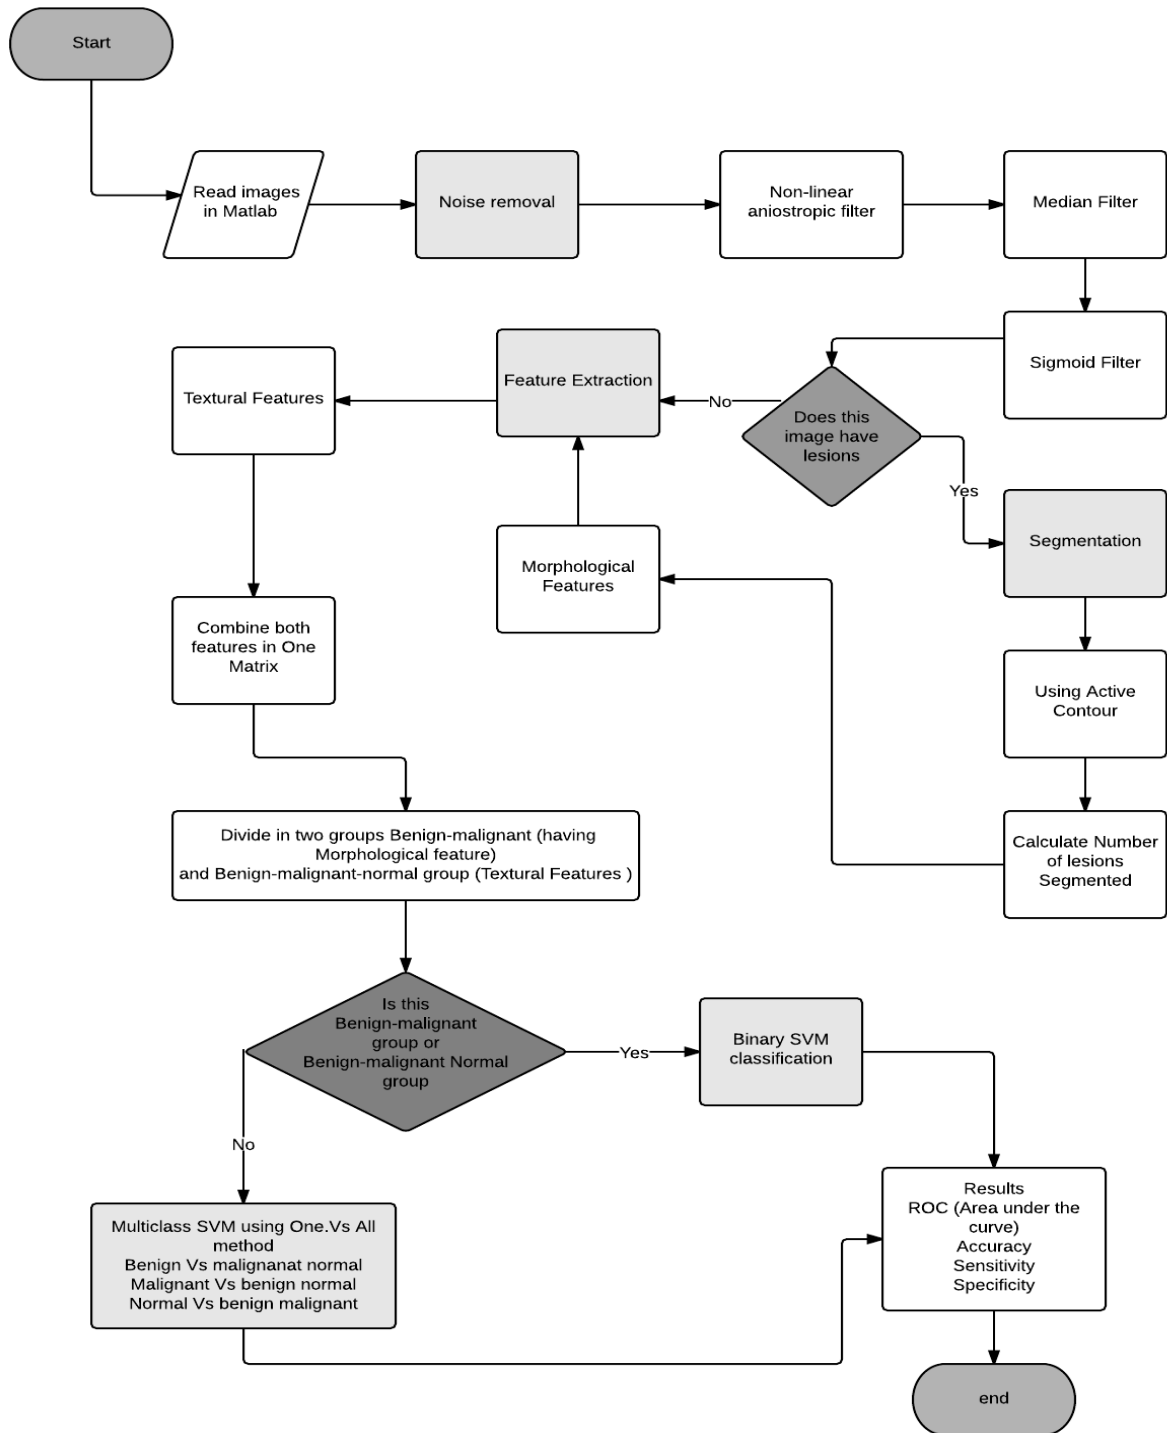 Start
Read images
in Matlab
Noise removal
Non-linear
aniostropic filter
Median Filter
Sigmoid Filter
Does this
image have
lesions
No
Yes
Feature Extraction
Textural Features
Segmentation
Morphological
Features
Using Active
Contour
Calculate Number
of lesions
Segmented
Combine both
features in One
Matrix
Divide in two groups Benign-malignant (having
Morphological feature)
and Benign-malignant-normal group (Textural Features )
Is this
Benign-malignant
group or
Benign-malignant Normal
group
Yes
No
Binary SVM
classification
Multiclass SVM using One.Vs All
method
Benign Vs malignanat normal
Malignant Vs benign normal
Normal Vs benign malignant
Results
ROC (Area under the
curve)
Accuracy
Sensitivity
Specificity
end